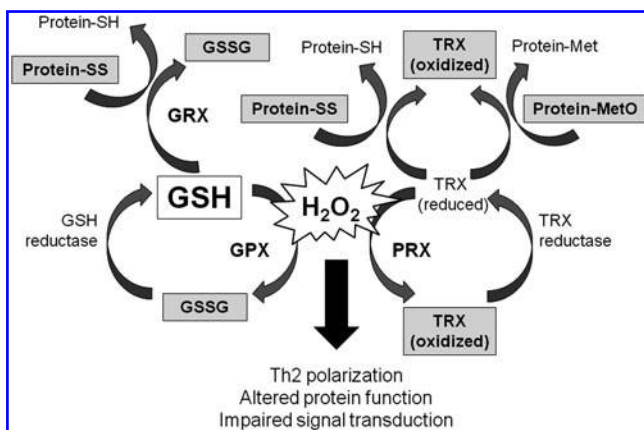 Protein-SH
GSSG
Protein-SS
GRX
GSH
GSH
reductase
GPX
GSSG
H₂O₂
Protein-SH
TRX
(oxidized)
Protein-Met
Protein-SS
Protein-MetO
TRX
(reduced)
TRX
reductase
PRX
TRX
(oxidized)
Th2 polarization
Altered protein function
Impaired signal transduction